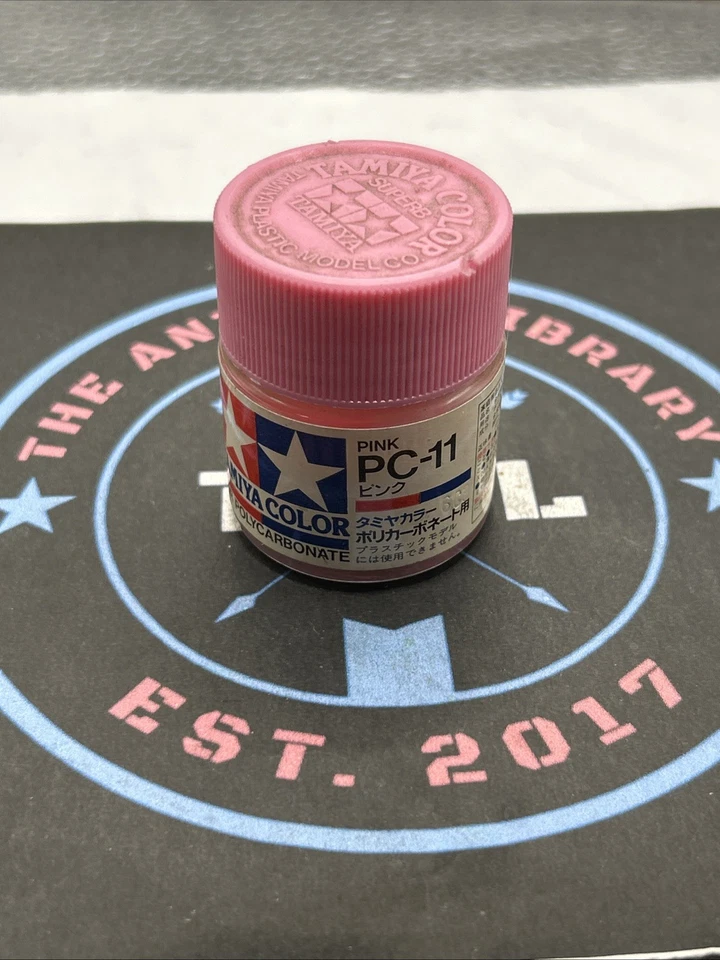 TAMIYA COLOR
SUPERB
TAMIYA
TAMIYA PLASTIC MODEL CO.
PINK
PC-11
ピンク
TAMIYA COLOR
POLYCARBONATE
タミヤカラー
ポリカーボネート用
プラスチックモデル
には使用できません。
THE
EST. 2017